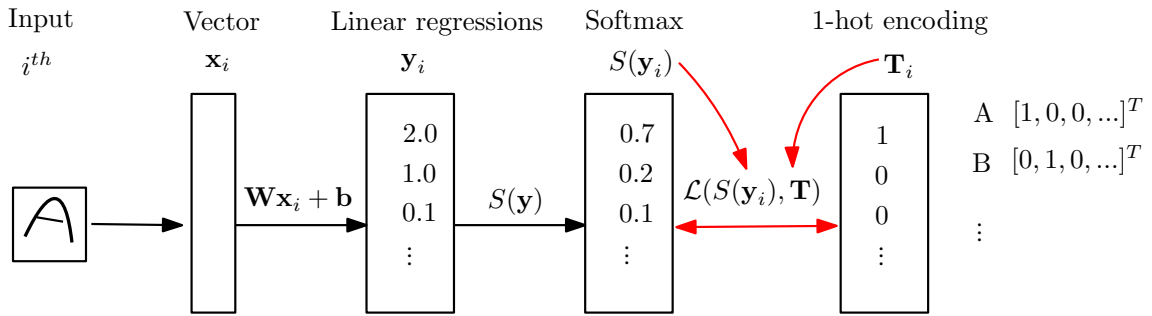 Input Vector Linear regressions Softmax 1-hot encoding
i^{th} x_i y_i S(y_i) T_i
A [1, 0, 0, ...]^T
2.0 0.7 1
B [0, 1, 0, ...]^T
1.0 0.2 0
Wx_i + b S(y) L(S(y_i), T)
0.1 0.1 0
⋮ ⋮ ⋮ ⋮